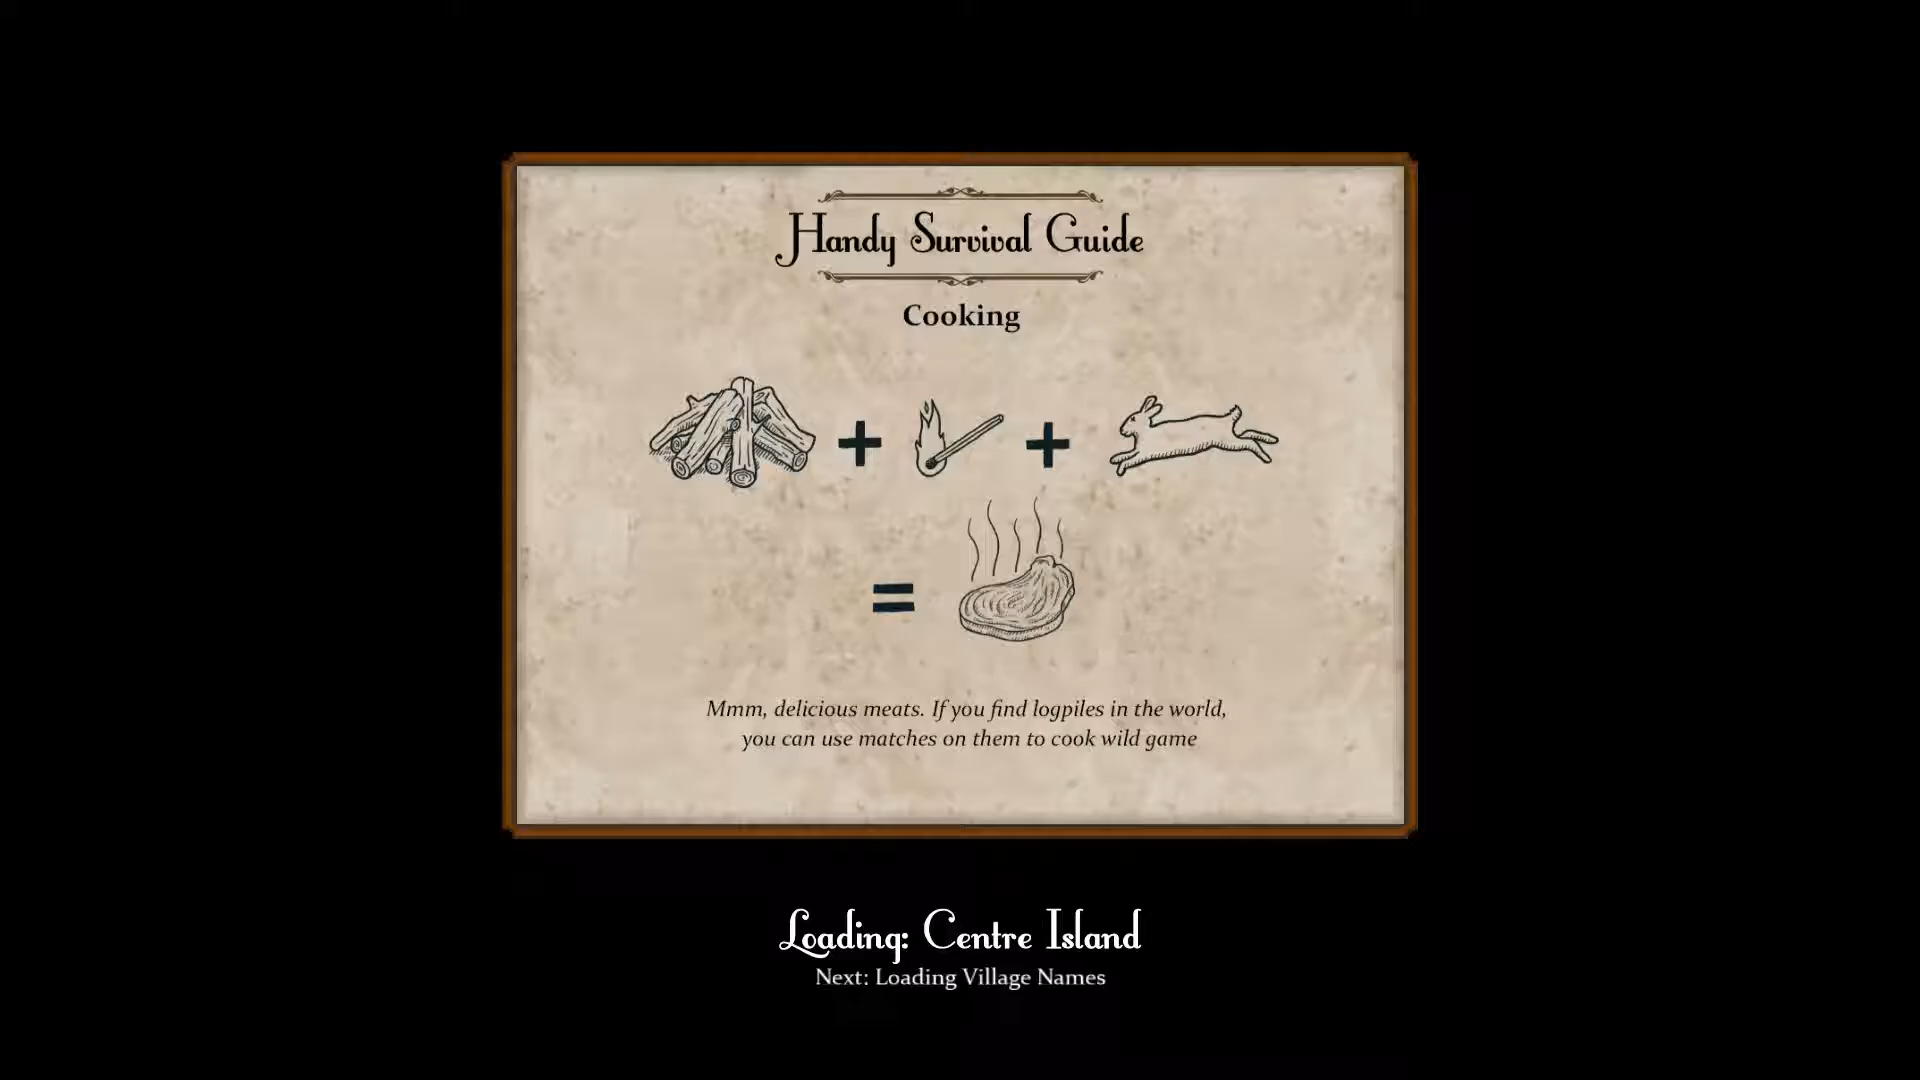 Handy Survival Guide
Cooking
+ +
=
Mmm, delicious meats. If you find logpiles in the world,
you can use matches on them to cook wild game
Loading: Centre Island
Next: Loading Village Names